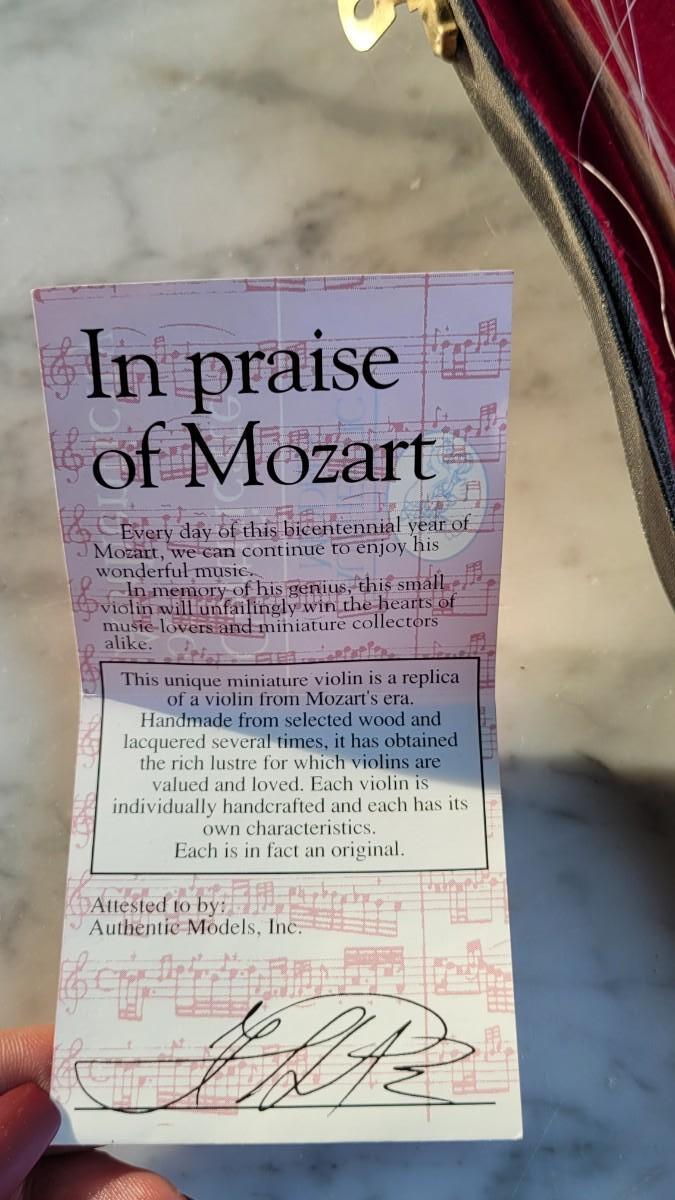 In praise
of Mozart
Every day of this bicentennial year of
Mozart, we can continue to enjoy his
wonderful music.
In memory of his genius, this small
violin will unfailingly win the hearts of
music lovers and miniature collectors
alike.
This unique miniature violin is a replica
of a violin from Mozart's era.
Handmade from selected wood and
lacquered several times, it has obtained
the rich lustre for which violins are
valued and loved. Each violin is
individually handcrafted and each has its
own characteristics.
Each is in fact an original.
Attested to by:
Authentic Models, Inc.